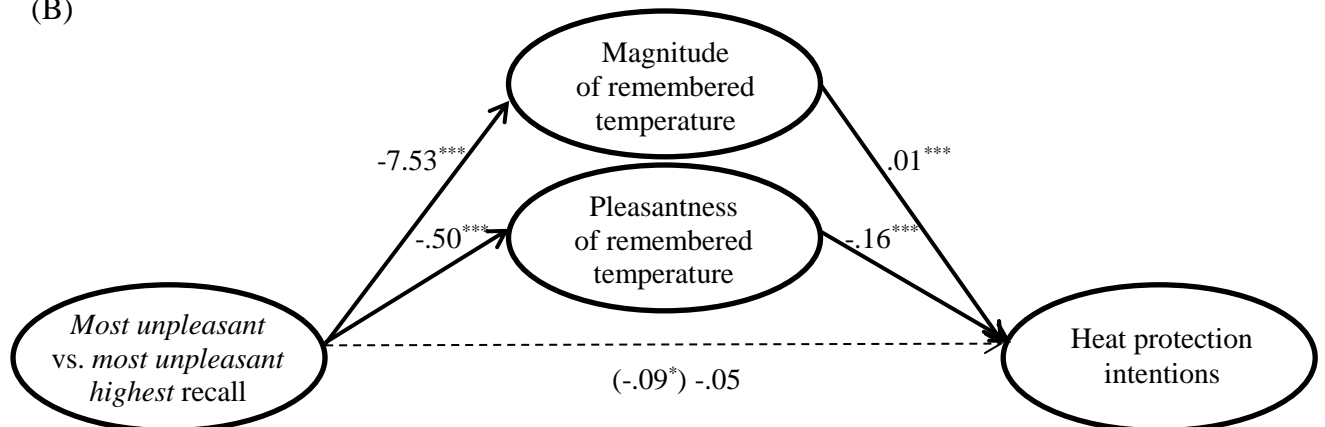 (B)
Magnitude
of remembered
temperature
-7.53***
.01***
Pleasantness
of remembered
temperature
-.50***
-.16***
Most unpleasant
vs. most unpleasant
highest recall
Heat protection
intentions
(-.09*) -.05